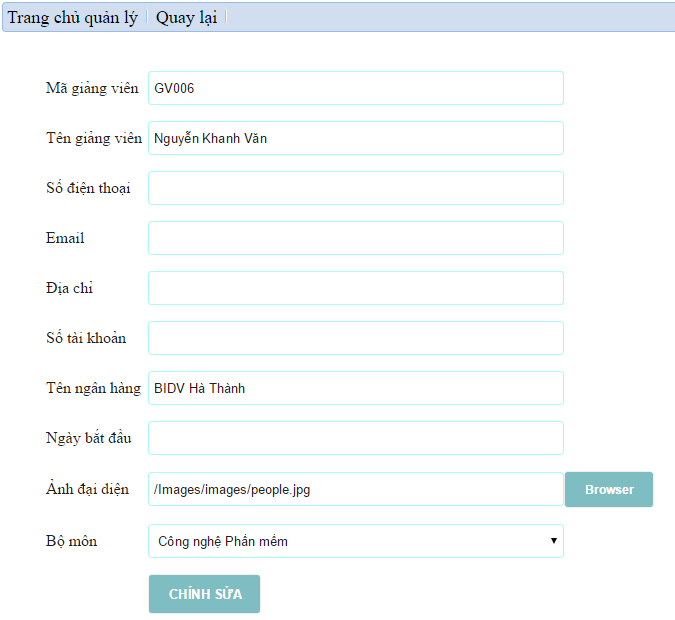 Trang chủ quản lý Quay lại
Mã giảng viên GV006
Tên giảng viên Nguyễn Khanh Văn
Số điện thoại
Email
Địa chỉ
Số tài khoản
Tên ngân hàng BIDV Hà Thành
Ngày bắt đầu
Ảnh đại diện /Images/images/people.jpg Browser
Bộ môn Công nghệ Phần mềm
CHỈNH SỬA